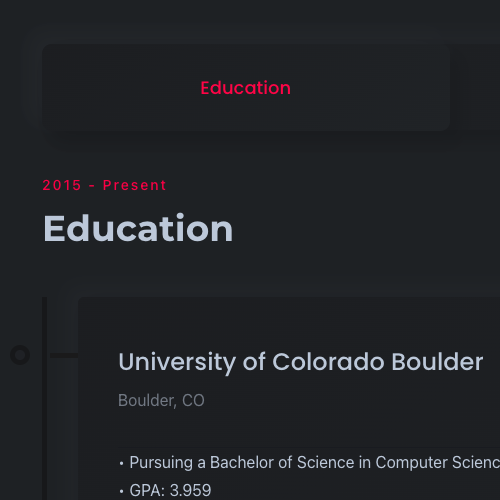 Education
2015 - Present
Education
University of Colorado Boulder
Boulder, CO
• Pursuing a Bachelor of Science in Computer Scienc
• GPA: 3.959